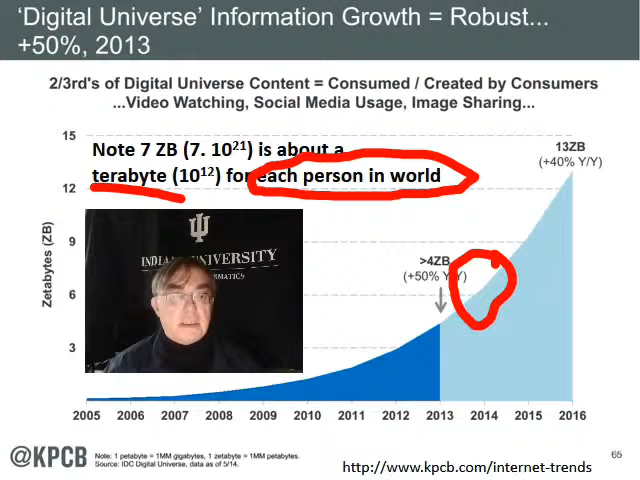 ‘Digital Universe’ Information Growth = Robust...
+50%, 2013
2/3rd's of Digital Universe Content = Consumed / Created by Consumers
...Video Watching, Social Media Usage, Image Sharing...
Note 7 ZB (7. 10²¹) is about a
terabyte (10¹²) for each person in world
13ZB
(+40% Y/Y)
>4ZB
(+50% Y/Y)
Zetabytes (ZB)
15
12
9
6
3
INDIANA UNIVERSITY
2005 2006 2007 2008 2009 2010 2011 2012 2013 2014 2015 2016
@KPCB
Note: 1 petabyte = 1MM gigabytes, 1 zetabyte = 1MM petabytes.
Source: IDC Digital Universe, data as of 5/14.
65
http://www.kpcb.com/internet-trends